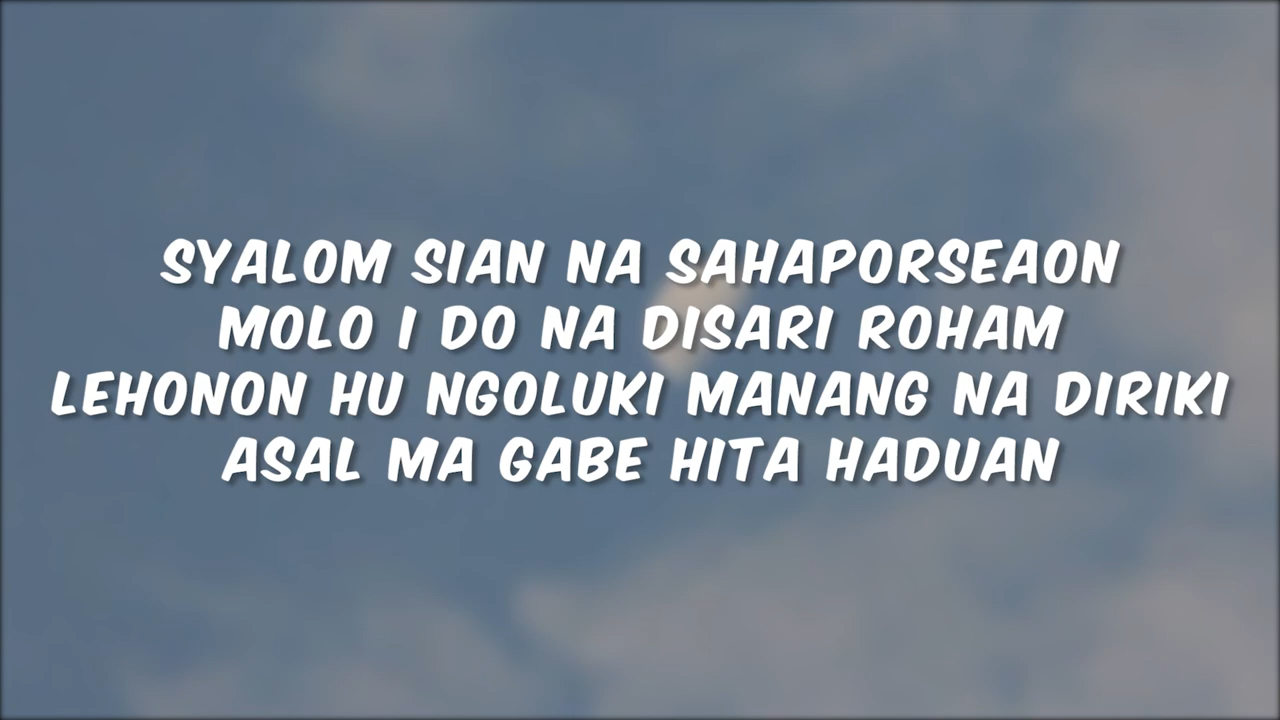 SYALOM SIAN NA SAHAPORSEAON
MOLO I DO NA DISARI ROHAM
LEHONON HU NGOLUKI MANANG NA DIRIKI
ASAL MA GABE HITA HADUAN